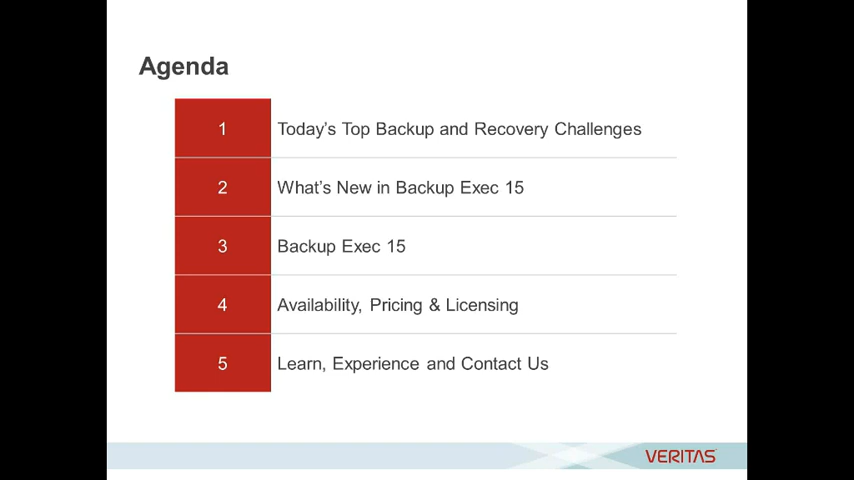 Agenda
1 Today's Top Backup and Recovery Challenges
2 What's New in Backup Exec 15
3 Backup Exec 15
4 Availability, Pricing & Licensing
5 Learn, Experience and Contact Us
VERITAS